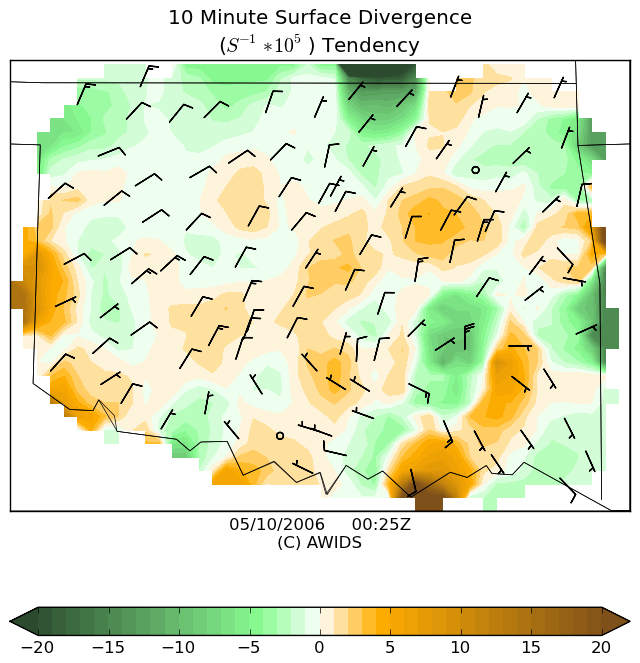 10 Minute Surface Divergence
(S⁻¹ *10⁵ ) Tendency
05/10/2006 00:25Z
(C) AWIDS
−20 −15 −10 −5 0 5 10 15 20